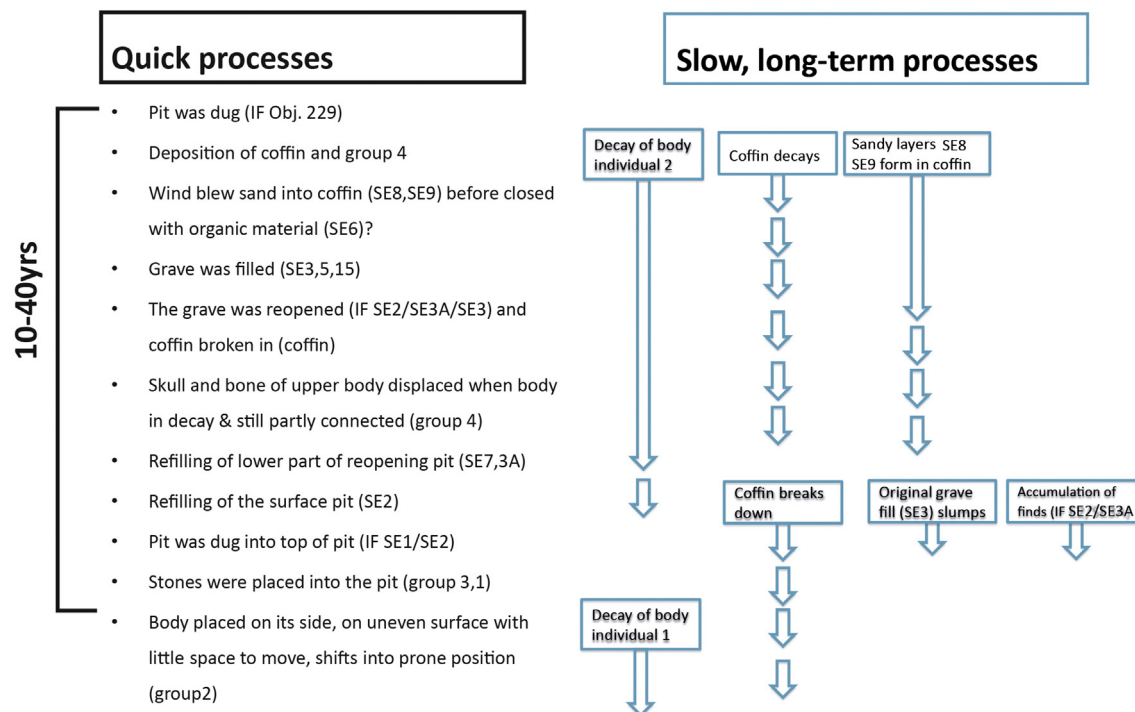 Quick processes
Slow, long-term processes
10-40yrs
• Pit was dug (IF Obj. 229)
• Deposition of coffin and group 4
• Wind blew sand into coffin (SE8,SE9) before closed
with organic material (SE6)?
• Grave was filled (SE3,5,15)
• The grave was reopened (IF SE2/SE3A/SE3) and
coffin broken in (coffin)
• Skull and bone of upper body displaced when body
in decay & still partly connected (group 4)
• Refilling of lower part of reopening pit (SE7,3A)
• Refilling of the surface pit (SE2)
• Pit was dug into top of pit (IF SE1/SE2)
• Stones were placed into the pit (group 3,1)
• Body placed on its side, on uneven surface with
little space to move, shifts into prone position
(group2)
Decay of body
individual 2
Coffin decays
Sandy layers SE8
SE9 form in coffin
Coffin breaks
down
Original grave
fill (SE3) slumps
Accumulation of
finds (IF SE2/SE3A
Decay of body
individual 1